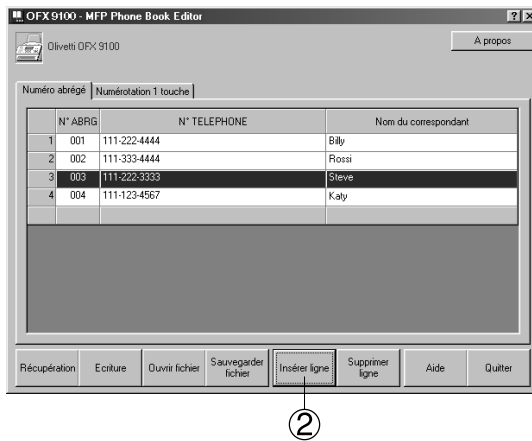 OFX 9100 - MFP Phone Book Editor
Olivetti OFX 9100
A propos
Numéro abrégé Numérotation 1 touche
N° ABRG N° TELEPHONE Nom du correspondant
1 001 111-222-4444 Billy
2 002 111-333-4444 Rossi
3 003 111-222-3333 Steve
4 004 111-123-4567 Katy
Récupération Ecriture Ouvrir fichier Sauvegarder fichier Insérer ligne Supprimer ligne Aide Quitter
2